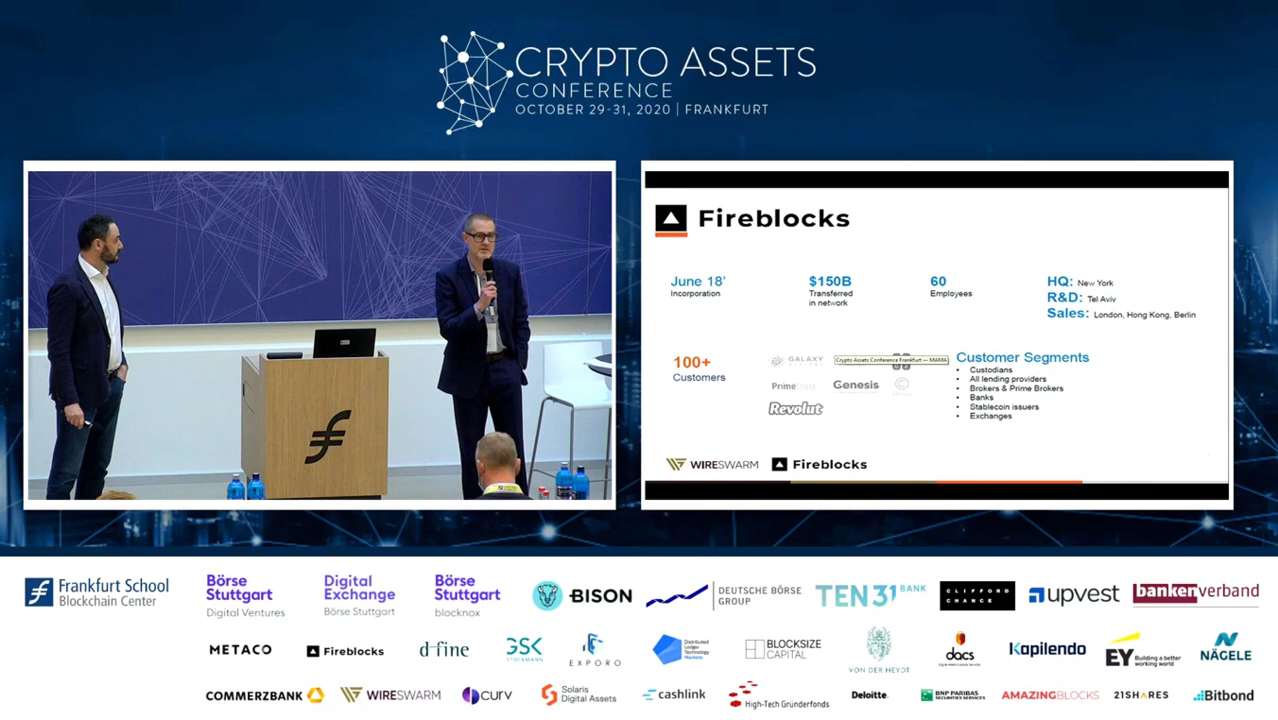 CRYPTO ASSETS
CONFERENCE
OCTOBER 29-31, 2020 | FRANKFURT
Fireblocks
June 18'
Incorporation
$150B
Transferred
in network
60
Employees
HQ: New York
R&D: Tel Aviv
Sales: London, Hong Kong, Berlin
100+
Customers
GALAXY
Crypto Assets Conference Frankfurt — MIAMA
PrimeTrust
Genesis
Revolut
Customer Segments
• Custodians
• All lending providers
• Brokers & Prime Brokers
• Banks
• Stablecoin issuers
• Exchanges
WIRESWARM
Fireblocks
Frankfurt School
Blockchain Center
Börse
Stuttgart
Digital Ventures
Digital
Exchange
Börse Stuttgart
Börse
Stuttgart
blocknox
BISON
DEUTSCHE BÖRSE
GROUP
TEN31 BANK
CLIFFORD
CHANCE
upvest
bankenverband
METACO
Fireblocks
d-fine
GSK
STOCKMANN
EXPORO
Distributed
Ledger
Technology
Markets
BLOCKSIZE
CAPITAL
VON DER HEYDT
dacs
Kapilendo
EY
Building a better
working world
NÄGELE
COMMERZBANK
WIRESWARM
curv
Solaris
Digital Assets
cashlink
High-Tech Gründerfonds
Deloitte.
BNP PARIBAS
SECURITIES SERVICES
AMAZINGBLOCKS
21SHARES
Bitbond